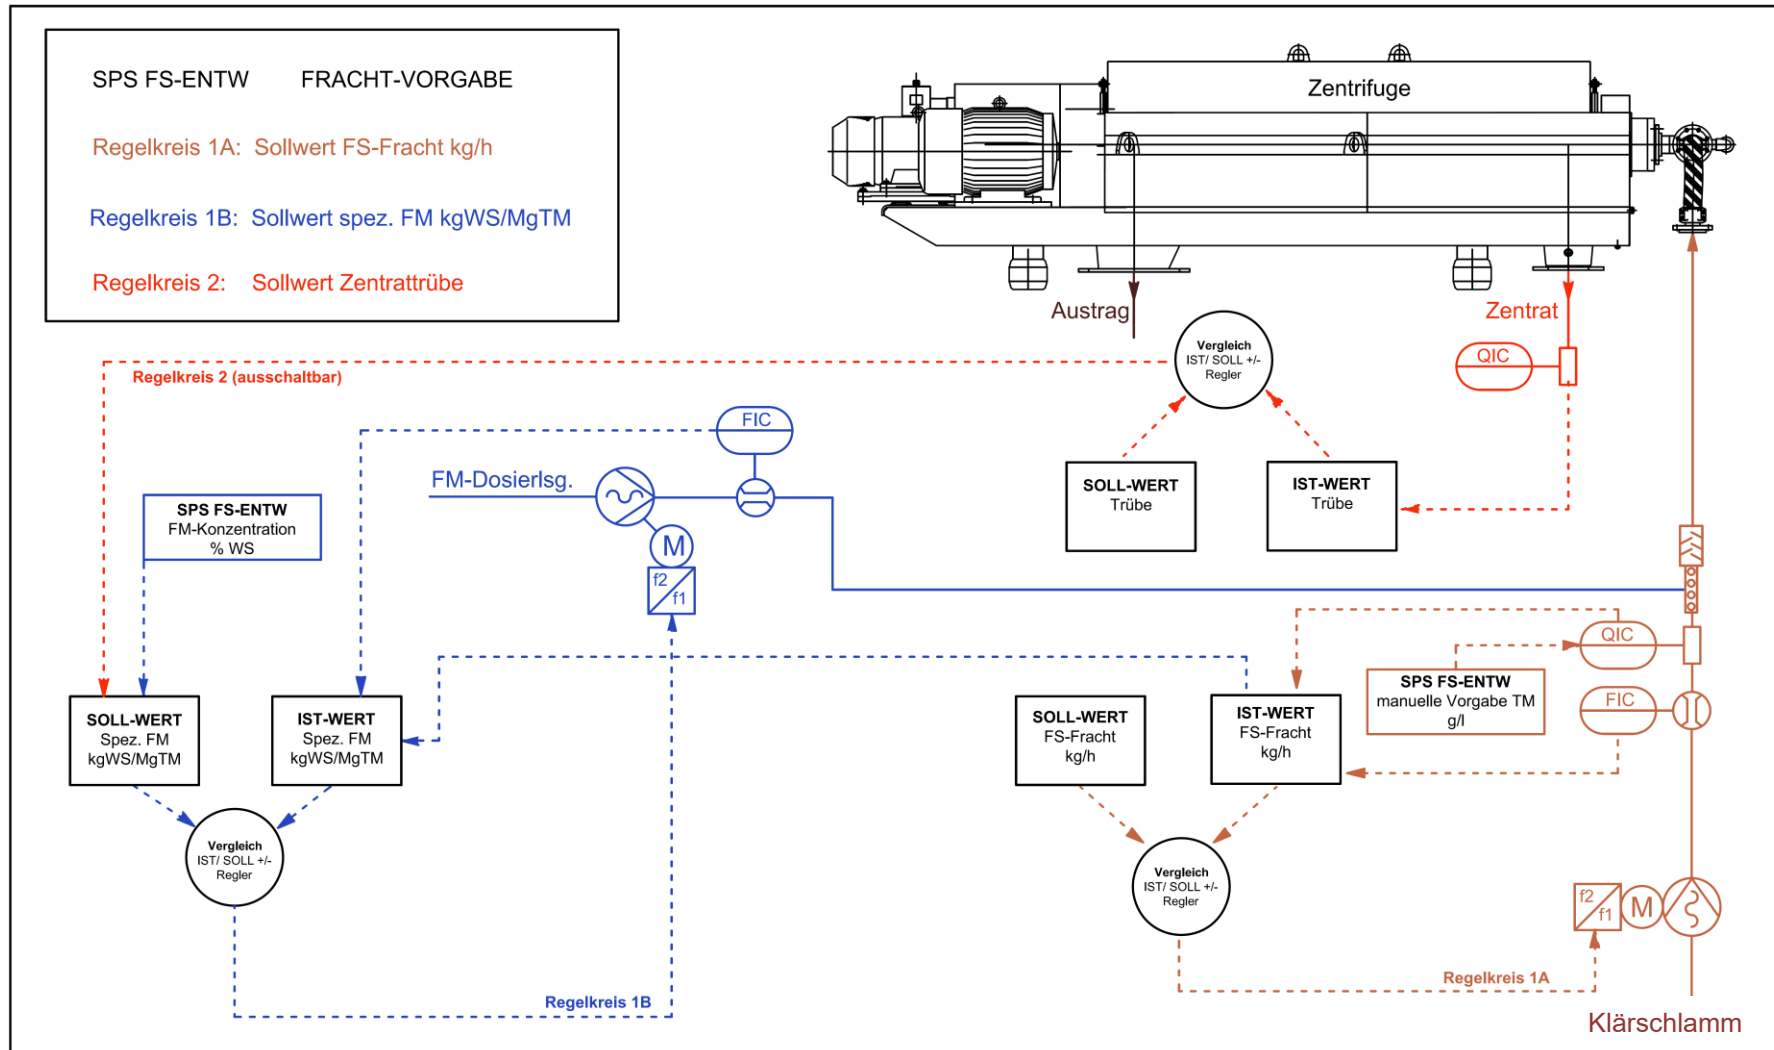 SPS FS-ENTW FRACHT-VORGABE
Regelkreis 1A: Sollwert FS-Fracht kg/h
Regelkreis 1B: Sollwert spez. FM kgWS/MgTM
Regelkreis 2: Sollwert Zentrattrübe
Zentrifuge
Austrag
Zentrat
Vergleich
IST/ SOLL +/-
Regler
QIC
Regelkreis 2 (ausschaltbar)
FIC
FM-Dosierlsg.
SOLL-WERT
Trübe
IST-WERT
Trübe
SPS FS-ENTW
FM-Konzentration
% WS
M
f2
f1
QIC
SPS FS-ENTW
manuelle Vorgabe TM
g/l
FIC
SOLL-WERT
Spez. FM
kgWS/MgTM
IST-WERT
Spez. FM
kgWS/MgTM
SOLL-WERT
FS-Fracht
kg/h
IST-WERT
FS-Fracht
kg/h
Vergleich
IST/ SOLL +/-
Regler
Vergleich
IST/ SOLL +/-
Regler
f2
f1
M
Regelkreis 1B
Regelkreis 1A
Klärschlamm